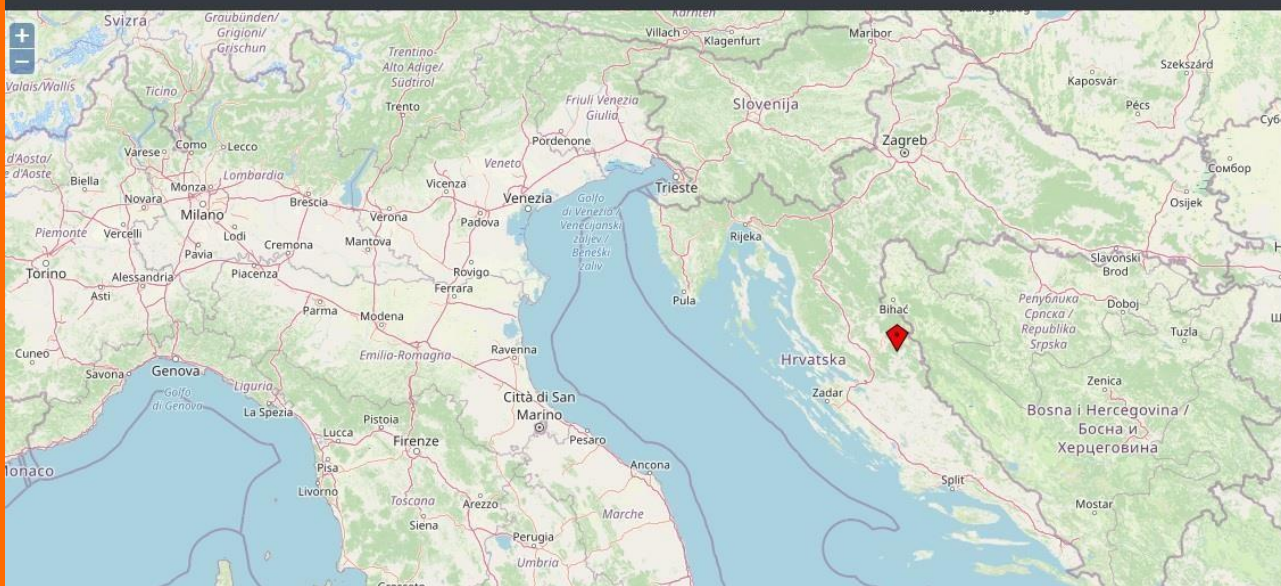 Svizra
Graubünden/
Grigioni/
Grischun
Kärnten
Villach
Klagenfurt
Maribor
Szekszárd
Kaposvár
Pécs
+
−
Valais/Wallis
Ticino
Trentino-
Alto Adige/
Südtirol
Trento
Friuli Venezia
Giulia
Pordenone
Slovenija
Zagreb
Сомбор
d'Aosta/
e d'Aoste
Varese
Como
Lecco
Biella
Monza
Lombardia
Bergamo
Novara
Milano
Brescia
Veneto
Vicenza
Verona
Padova
Venezia
Golfo
di Venezia /
Venecijanski
zaljev /
Beneški
zaliv
Trieste
Osijek
Piemonte
Vercelli
Lodi
Pavia
Cremona
Mantova
Rijeka
Torino
Alessandria
Piacenza
Rovigo
Ferrara
Slavonski
Brod
Asti
Parma
Modena
Pula
Bihać
Република
Српска /
Republika
Srpska
Doboj
Tuzla
Cuneo
Savona
Genova
Emilia-Romagna
Ravenna
Hrvatska
Golfo
di Genova
Liguria
La Spezia
Zadar
Zenica
Città di San
Marino
Pistoia
Lucca
Firenze
Pesaro
Bosna i Hercegovina /
Босна и
Херцеговина
Monaco
Pisa
Livorno
Ancona
Toscana
Arezzo
Siena
Marche
Split
Mostar
Perugia
Umbria